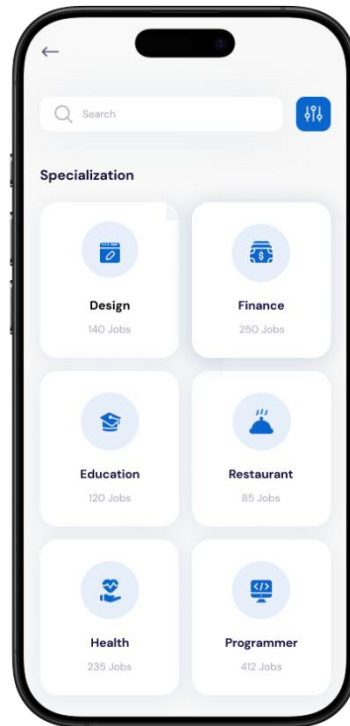 Search
Specialization
Design
Finance
140 Jobs
250 Jobs
Education
Restaurant
120 Jobs
85 Jobs
Health
Programmer
235 Jobs
412 Jobs